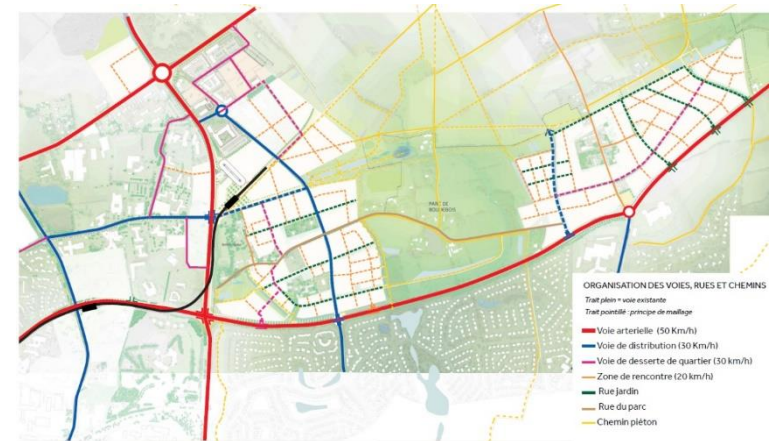 PARC DE
ORGANISATION DES VOIES, RUES ET CHEMINS
Trait plein = voie existante
Trait pointillé : principe de maillage
Voie arterielle (50 Km/h)
Voie de distribution (30 Km/h)
Voie de desserte de quartier (30 km/h)
Zone de rencontre (20 km/h)
Rue jardin
Rue du parc
Chemin piéton